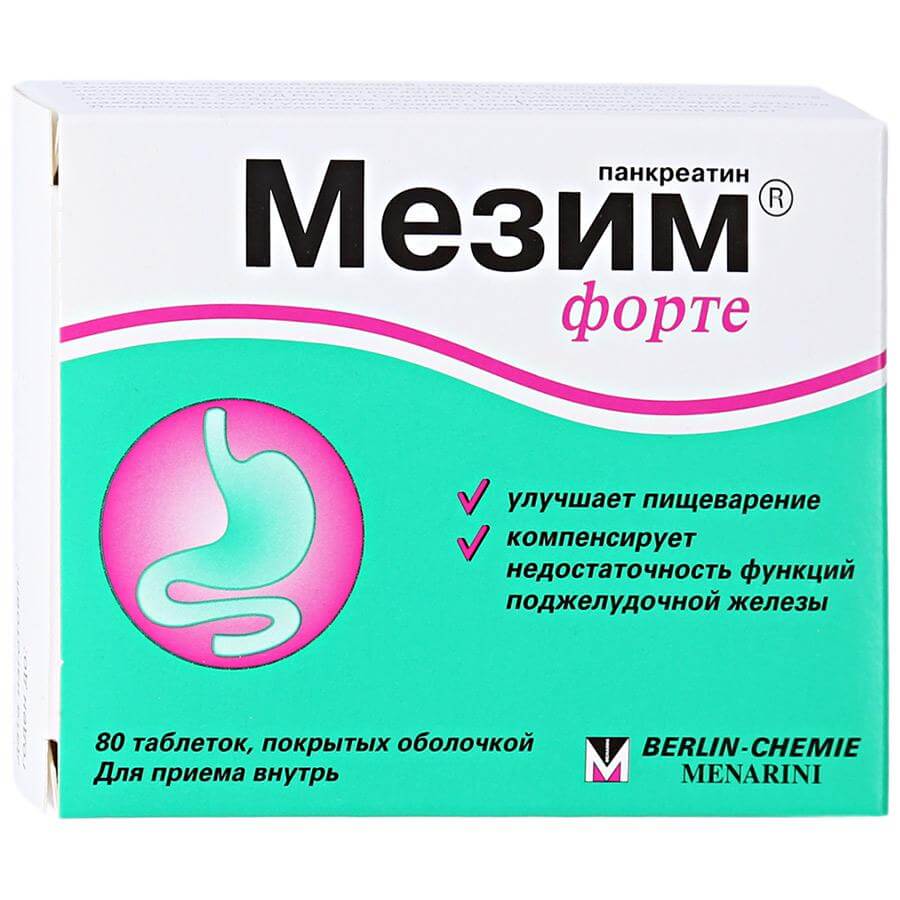 панкреатин
Мезим®
форте
улучшает пищеварение
компенсирует
недостаточность функций
поджелудочной железы
80 таблеток, покрытых оболочкой
Для приема внутрь
BERLIN-CHEMIE
MENARINI